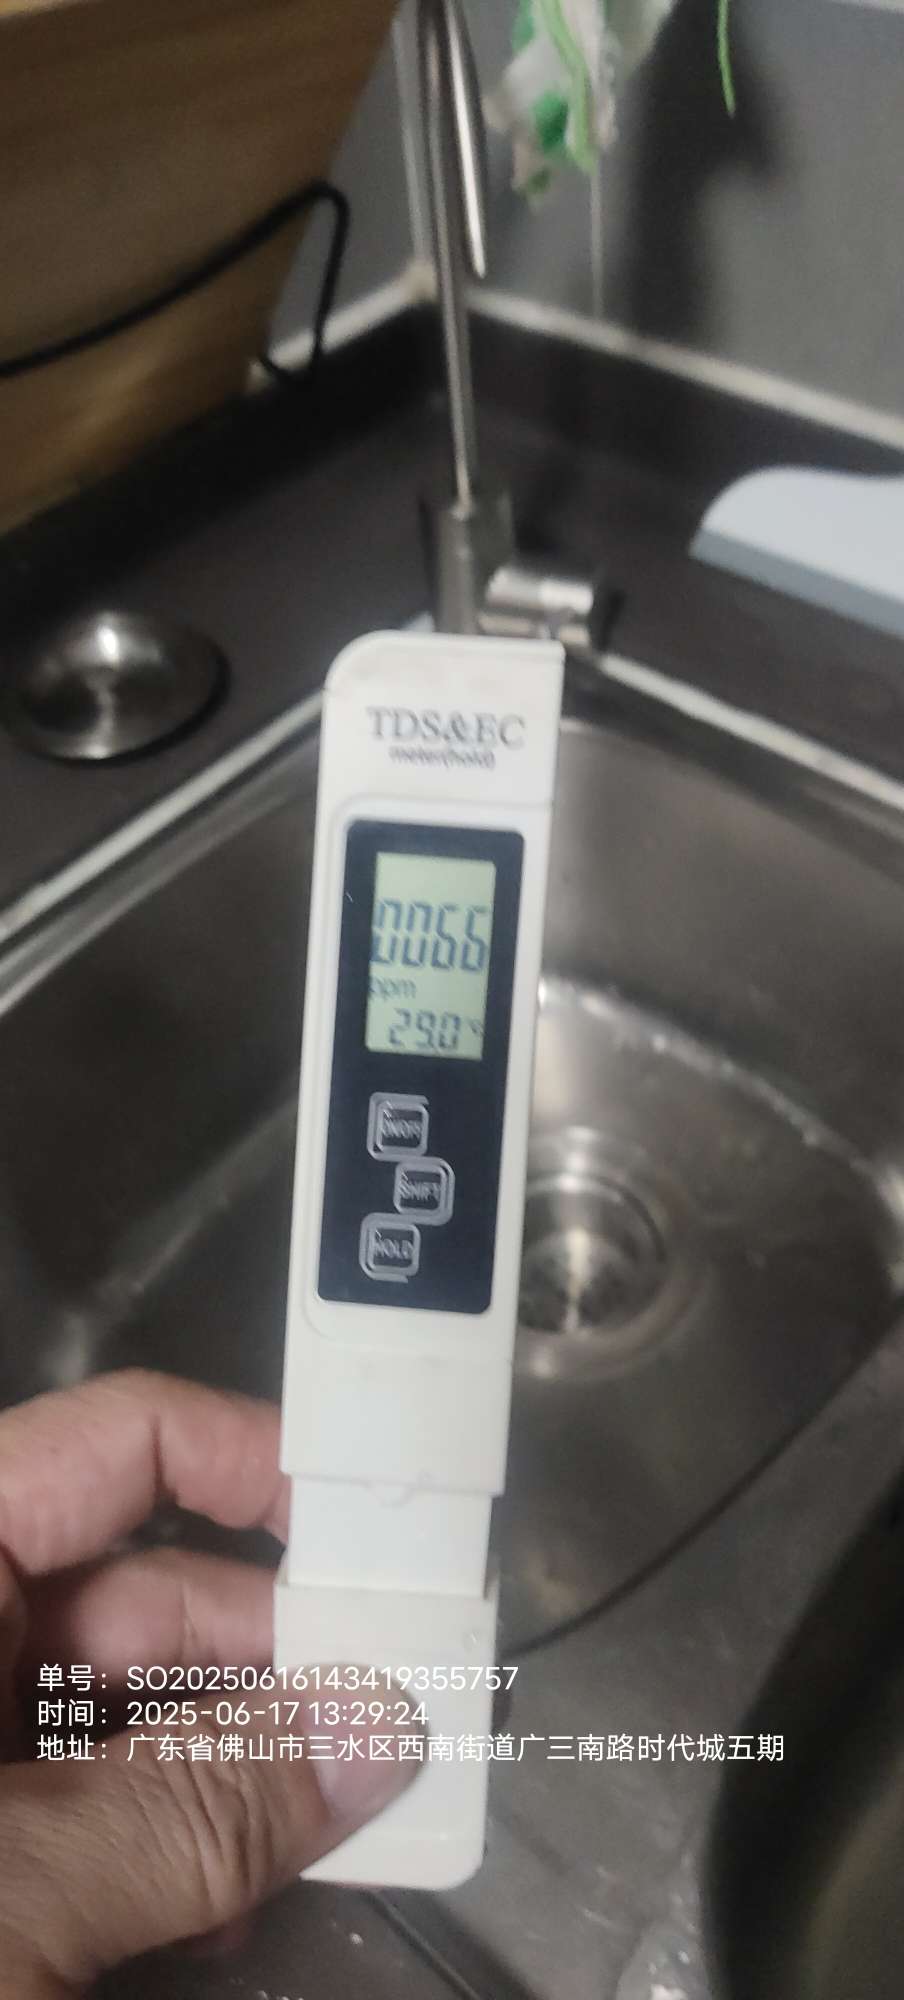 TDS&EC
meter(hold)
0066
ppm
29.0°C
ON/OFF
SHIFT
HOLD
单号：SO20250616143419355757
时间：2025-06-17 13:29:24
地址：广东省佛山市三水区西南街道广三南路时代城五期